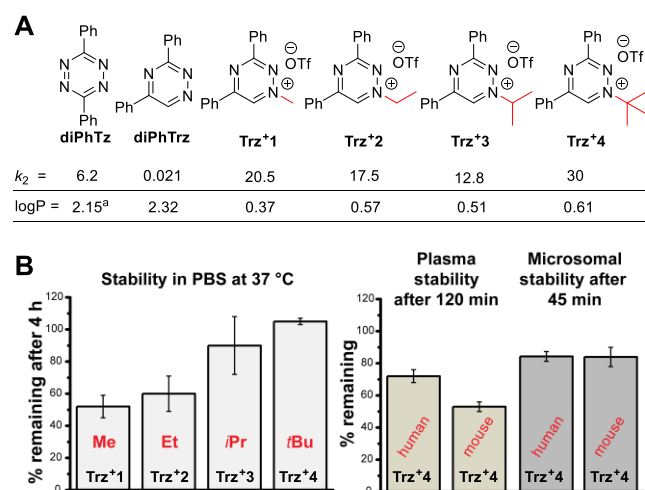 A
Ph Ph Ph Ph Ph Ph
⊖ ⊖ ⊖ ⊖
OTf OTf OTf OTf
N N N N N N N N N N
N N N N N N N N
N N⊕ N⊕ N⊕ N⊕
Ph Ph Ph Ph Ph Ph
diPhTz diPhTrz Trz⁺1 Trz⁺2 Trz⁺3 Trz⁺4
k₂ = 6.2 0.021 20.5 17.5 12.8 30
logP = 2.15ᵃ 2.32 0.37 0.57 0.51 0.61
B
Stability in PBS at 37 °C
% remaining after 4 h
120
100
80
60
40
20
0
Me Et iPr tBu
Trz⁺1 Trz⁺2 Trz⁺3 Trz⁺4
Plasma
stability
after 120 min
Microsomal
stability after
45 min
% remaining
120
100
80
60
40
20
0
human mouse human mouse
Trz⁺4 Trz⁺4 Trz⁺4 Trz⁺4